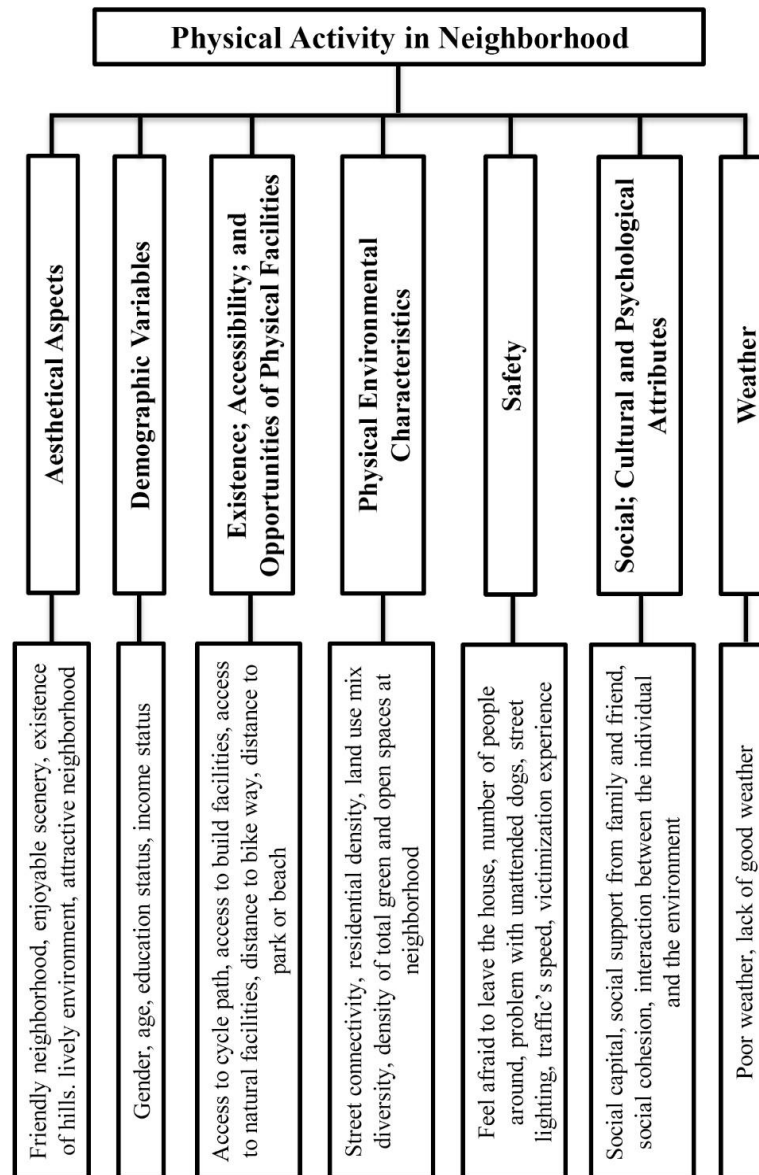 Physical Activity in Neighborhood
Aesthetical Aspects
Demographic Variables
Existence; Accessibility; and
Opportunities of Physical Facilities
Physical Environmental
Characteristics
Safety
Social; Cultural and Psychological
Attributes
Weather
Friendly neighborhood, enjoyable scenery, existence
of hills. lively environment, attractive neighborhood
Gender, age, education status, income status
Access to cycle path, access to build facilities, access
to natural facilities, distance to bike way, distance to
park or beach
Street connectivity, residential density, land use mix
diversity, density of total green and open spaces at
neighborhood
Feel afraid to leave the house, number of people
around, problem with unattended dogs, street
lighting, traffic’s speed, victimization experience
Social capital, social support from family and friend,
social cohesion, interaction between the individual
and the environment
Poor weather, lack of good weather